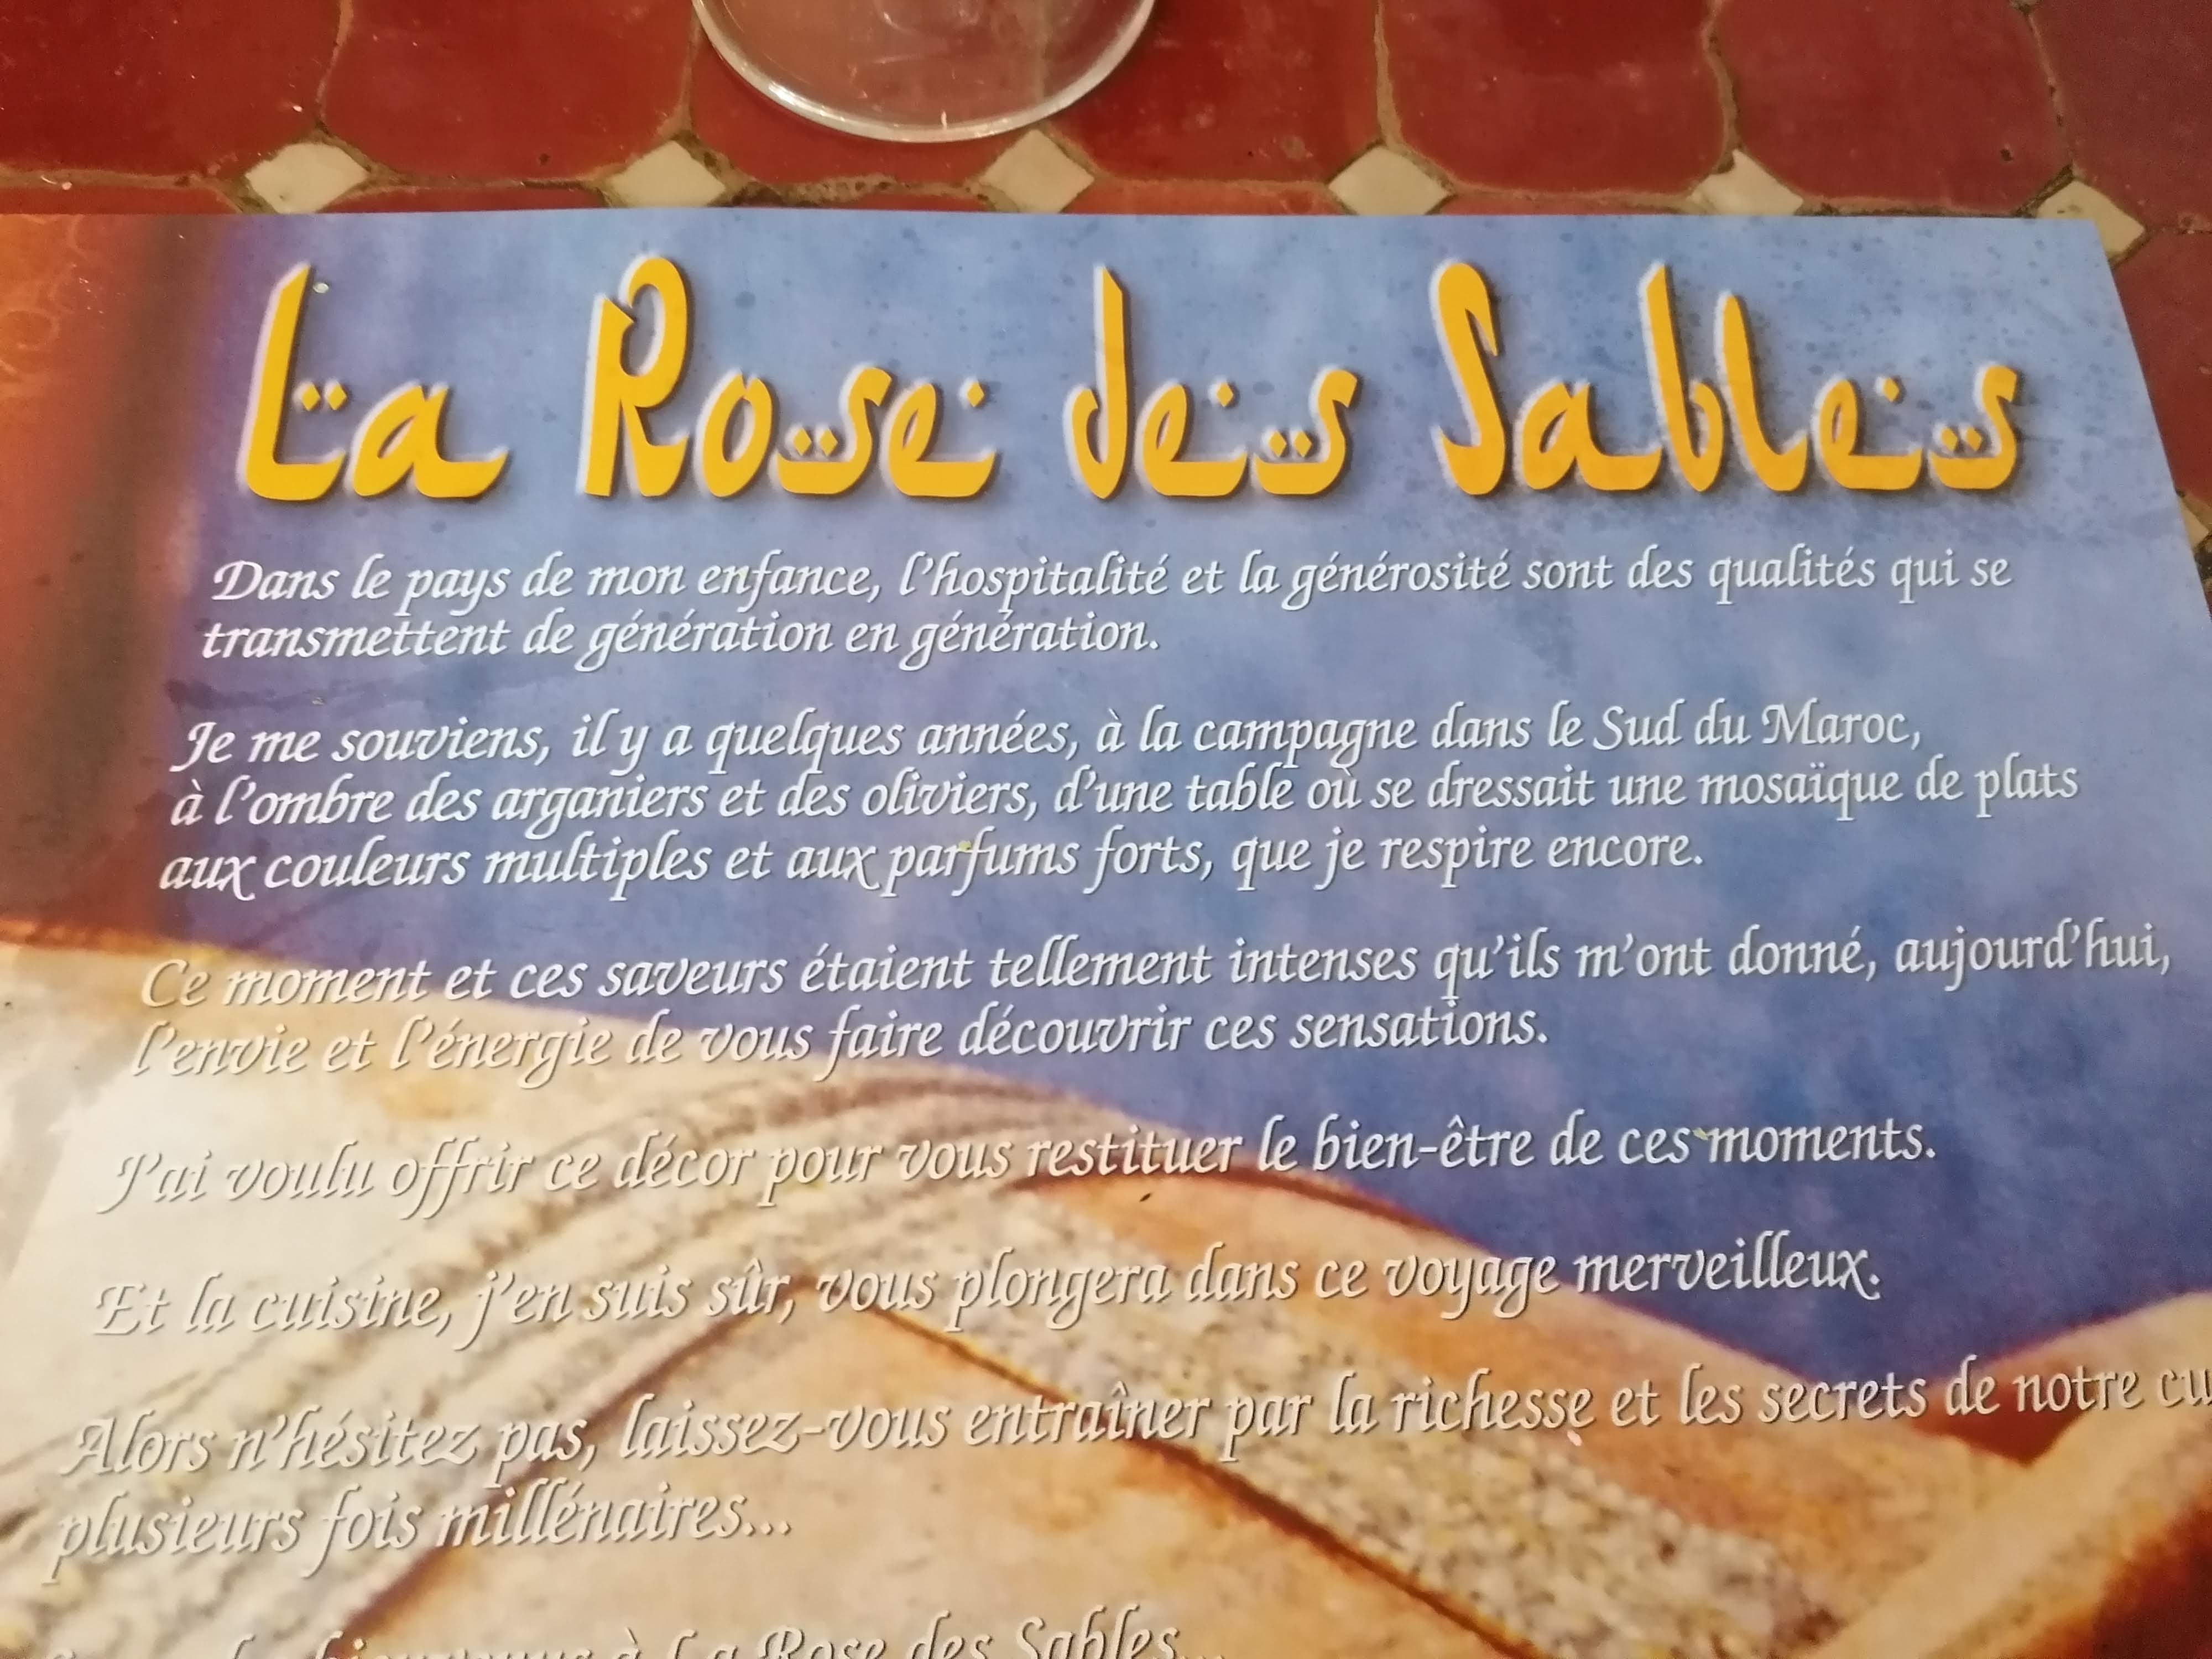 La Rose des Sables
Dans le pays de mon enfance, l'hospitalité et la générosité sont des qualités qui se
transmettent de génération en génération.
Je me souviens, il y a quelques années, à la campagne dans le Sud du Maroc,
à l'ombre des arganiers et des oliviers, d'une table où se dressait une mosaïque de plats
aux couleurs multiples et aux parfums forts, que je respire encore.
Ce moment et ces saveurs étaient tellement intenses qu'ils m'ont donné, aujourd'hui,
l'envie et l'énergie de vous faire découvrir ces sensations.
J'ai voulu offrir ce décor pour vous restituer le bien-être de ces moments.
Et la cuisine, j'en suis sûr, vous plongera dans ce voyage merveilleux.
Alors n'hésitez pas, laissez-vous entraîner par la richesse et les secrets de notre
plusieurs fois millénaires...
bienvenus à La Rose des Sables...